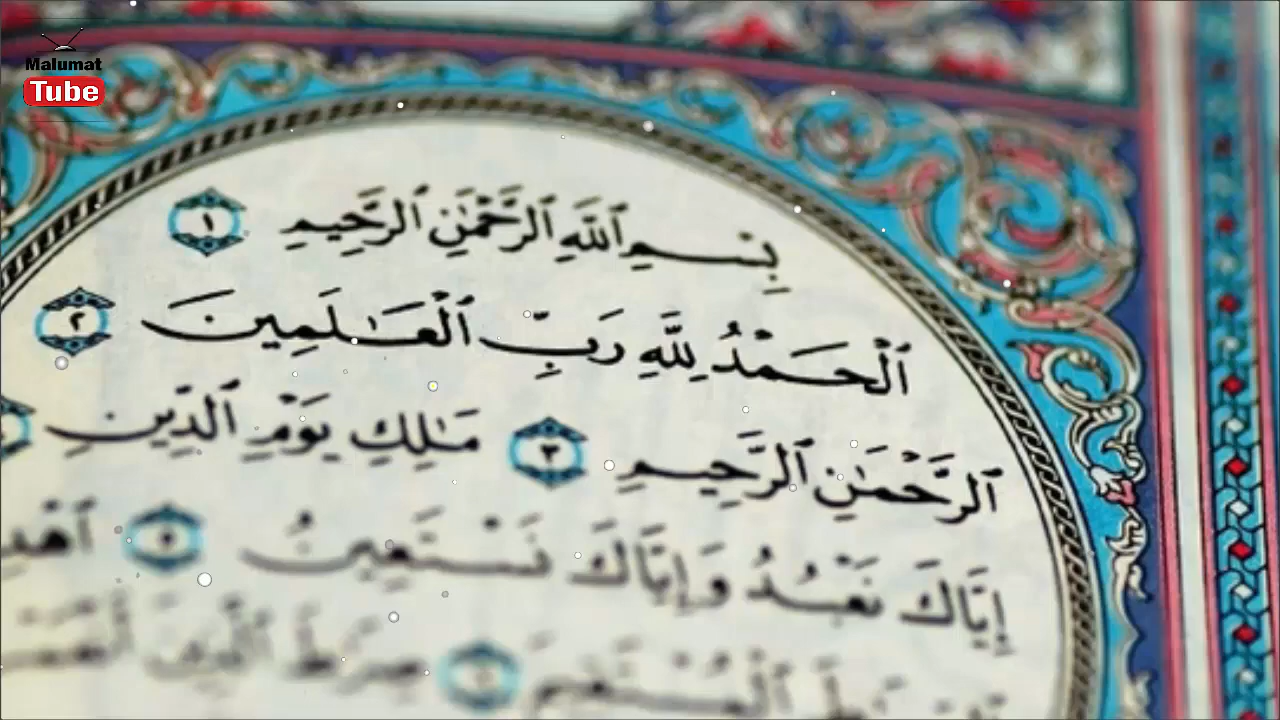 Malumat
Tube
بِسْمِ ٱللَّهِ ٱلرَّحْمَٰنِ ٱلرَّحِيمِ ١
ٱلْحَمْدُ لِلَّهِ رَبِّ ٱلْعَٰلَمِينَ ٢
ٱلرَّحْمَٰنِ ٱلرَّحِيمِ ٣ مَٰلِكِ يَوْمِ ٱلدِّينِ
إِيَّاكَ نَعْبُدُ وَإِيَّاكَ نَسْتَعِينُ ٥